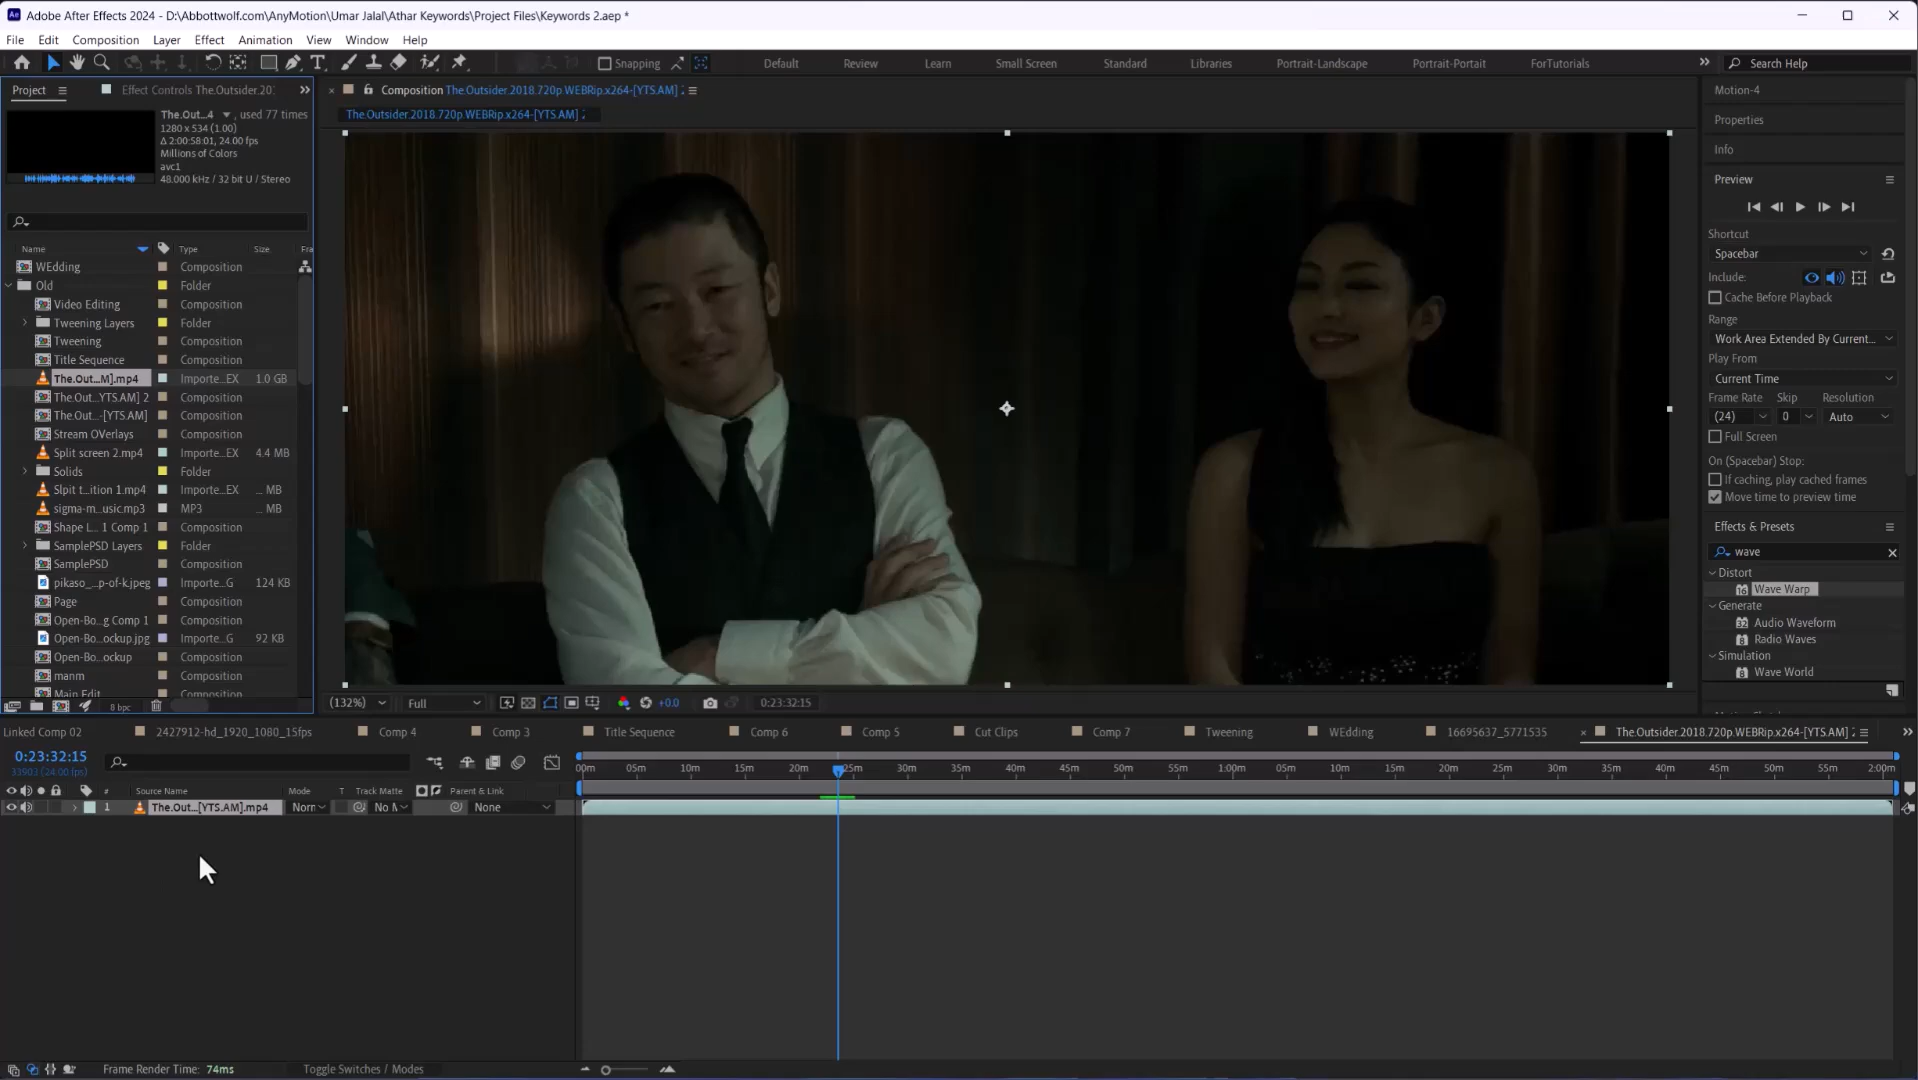 Adobe After Effects 2024 - D:\Abbottwolf.com\AnyMotion\Umar Jalal\Athar Keywords\Project Files\Keywords 2.aep *
File Edit Composition Layer Effect Animation View Window Help
Snapping Default Review Learn Small Screen Standard Libraries Portrait-Landscape Portrait-Portait ForTutorials Search Help
Project Effect Controls The.Outsider.20
Composition The.Outsider.2018.720p.WEBRip.x264-[YTS.AM]
The.Outsider.2018.720p.WEBRip.x264-[YTS.AM]
The.Out...4 , used 77 times
1280 x 534 (1.00)
Δ 2:00:58:01, 24.00 fps
Millions of Colors
avc1
48.000 kHz / 32 bit U / Stereo
Name Type Size Fra
WEdding Composition
Old Folder
Video Editing Composition
Tweening Layers Folder
Tweening Composition
Title Sequence Composition
The.Out...M].mp4 Importe...EX 1.0 GB
The.Out...YTS.AM] 2 Composition
The.Out...-[YTS.AM] Composition
Stream OVerlays Composition
Split screen 2.mp4 Importe...EX 4.4 MB
Solids Folder
Slpit t...ition 1.mp4 Importe...EX ... MB
sigma-m...usic.mp3 MP3 ... MB
Shape L... 1 Comp 1 Composition
SamplePSD Layers Folder
SamplePSD Composition
pikaso_...p-of-k.jpeg Importe...G 124 KB
Page Composition
Open-Bo...g Comp 1 Composition
Open-Bo...ockup.jpg Importe...G 92 KB
Open-Bo...ockup Composition
manm Composition
Main Edit Composition
8 bpc
(132%) Full +0.0 0:23:32:15
Motion-4
Properties
Info
Preview
Shortcut
Spacebar
Include:
Cache Before Playback
Range
Work Area Extended By Current...
Play From
Current Time
Frame Rate Skip Resolution
(24) 0 Auto
Full Screen
On (Spacebar) Stop:
If caching, play cached frames
Move time to preview time
Effects & Presets
wave
Distort
16 Wave Warp
Generate
32 Audio Waveform
8 Radio Waves
Simulation
8 Wave World
Linked Comp 02 2427912-hd_1920_1080_15fps Comp 4 Comp 3 Title Sequence Comp 6 Comp 5 Cut Clips Comp 7 Tweening WEdding 16695637_5771535 The.Outsider.2018.720p.WEBRip.x264-[YTS.AM]
0:23:32:15
33903 (24.00 fps)
00m 05m 10m 15m 20m 25m 30m 35m 40m 45m 50m 55m 1:00m 05m 10m 15m 20m 25m 30m 35m 40m 45m 50m 55m 2:00m
# Source Name Mode T Track Matte Parent & Link
1 The.Out...[YTS.AM].mp4 Norr No M None
Frame Render Time: 74ms Toggle Switches / Modes